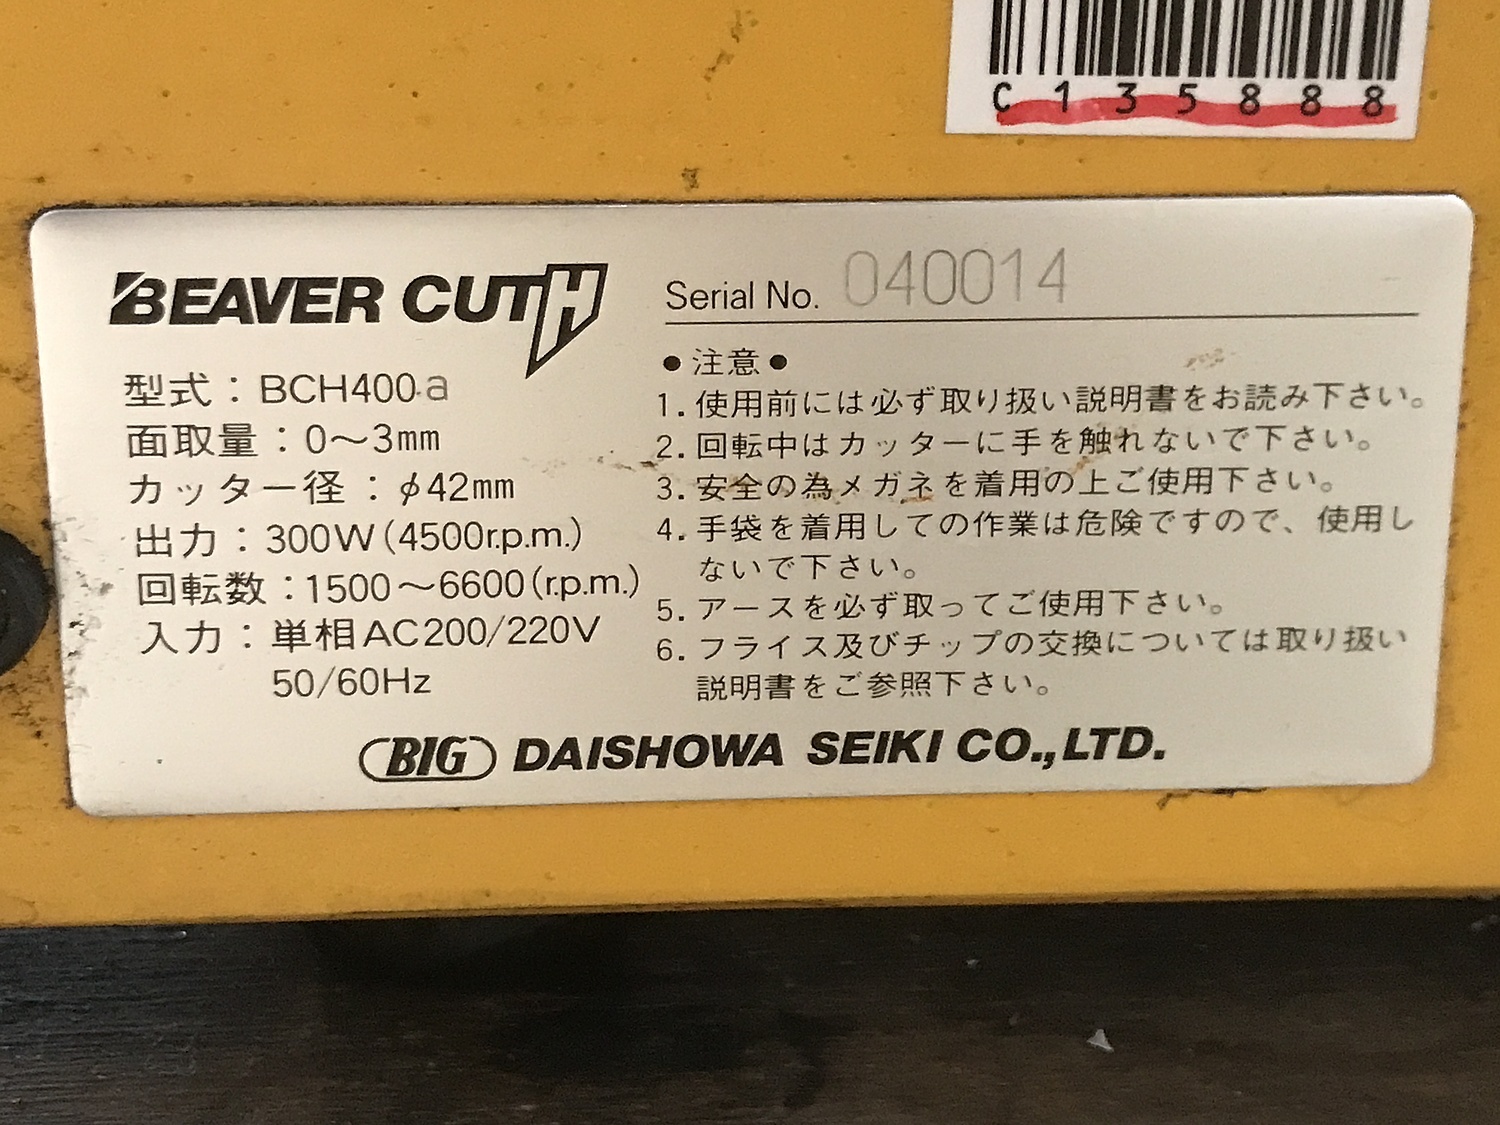 C135888
BEAVER CUT H
Serial No. 040014
型式：BCH400a
面取量：0〜3mm
カッター径：φ42mm
出力：300W(4500r.p.m.)
回転数：1500〜6600(r.p.m.)
入力：単相AC200/220V
50/60Hz
●注意●
1. 使用前には必ず取り扱い説明書をお読み下さい。
2. 回転中はカッターに手を触れないで下さい。
3. 安全の為メガネを着用の上ご使用下さい。
4. 手袋を着用しての作業は危険ですので、使用し
ないで下さい。
5. アースを必ず取ってご使用下さい。
6. フライス及びチップの交換については取り扱い
説明書をご参照下さい。
BIG DAISHOWA SEIKI CO.,LTD.